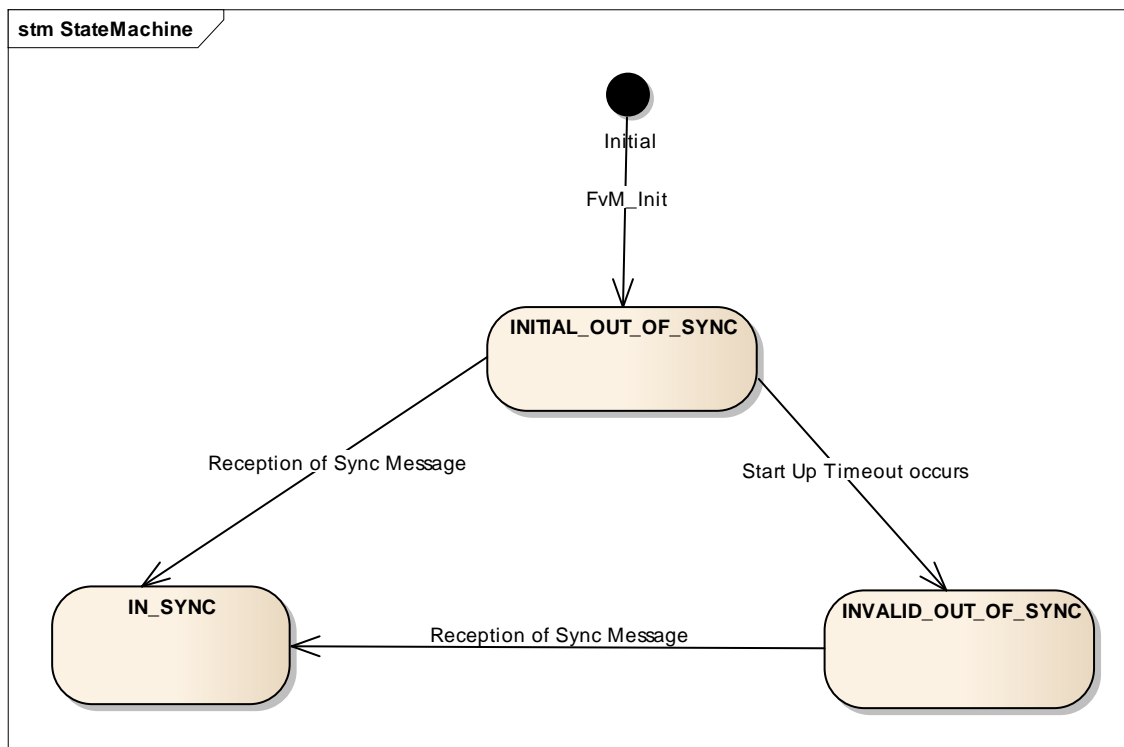 stm StateMachine
Initial
FvM_Init
INITIAL_OUT_OF_SYNC
Reception of Sync Message
Start Up Timeout occurs
IN_SYNC
INVALID_OUT_OF_SYNC
Reception of Sync Message